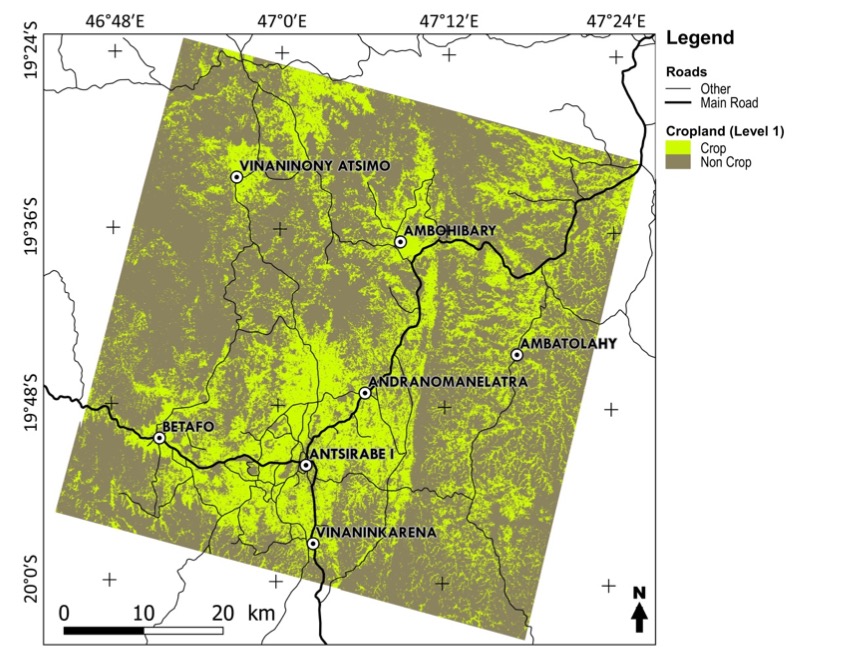 46°48′E 47°0′E 47°12′E 47°24′E
19°24′S
19°36′S
19°48′S
20°0′S
VINANINONY ATSIMO
AMBOHIBARY
AMBATOLAHY
ANDRANOMANELATRA
BETAFO
ANTSIRABE I
VINANINKARENA
0 10 20 km
N
Legend
Roads
Other
Main Road
Cropland (Level 1)
Crop
Non Crop